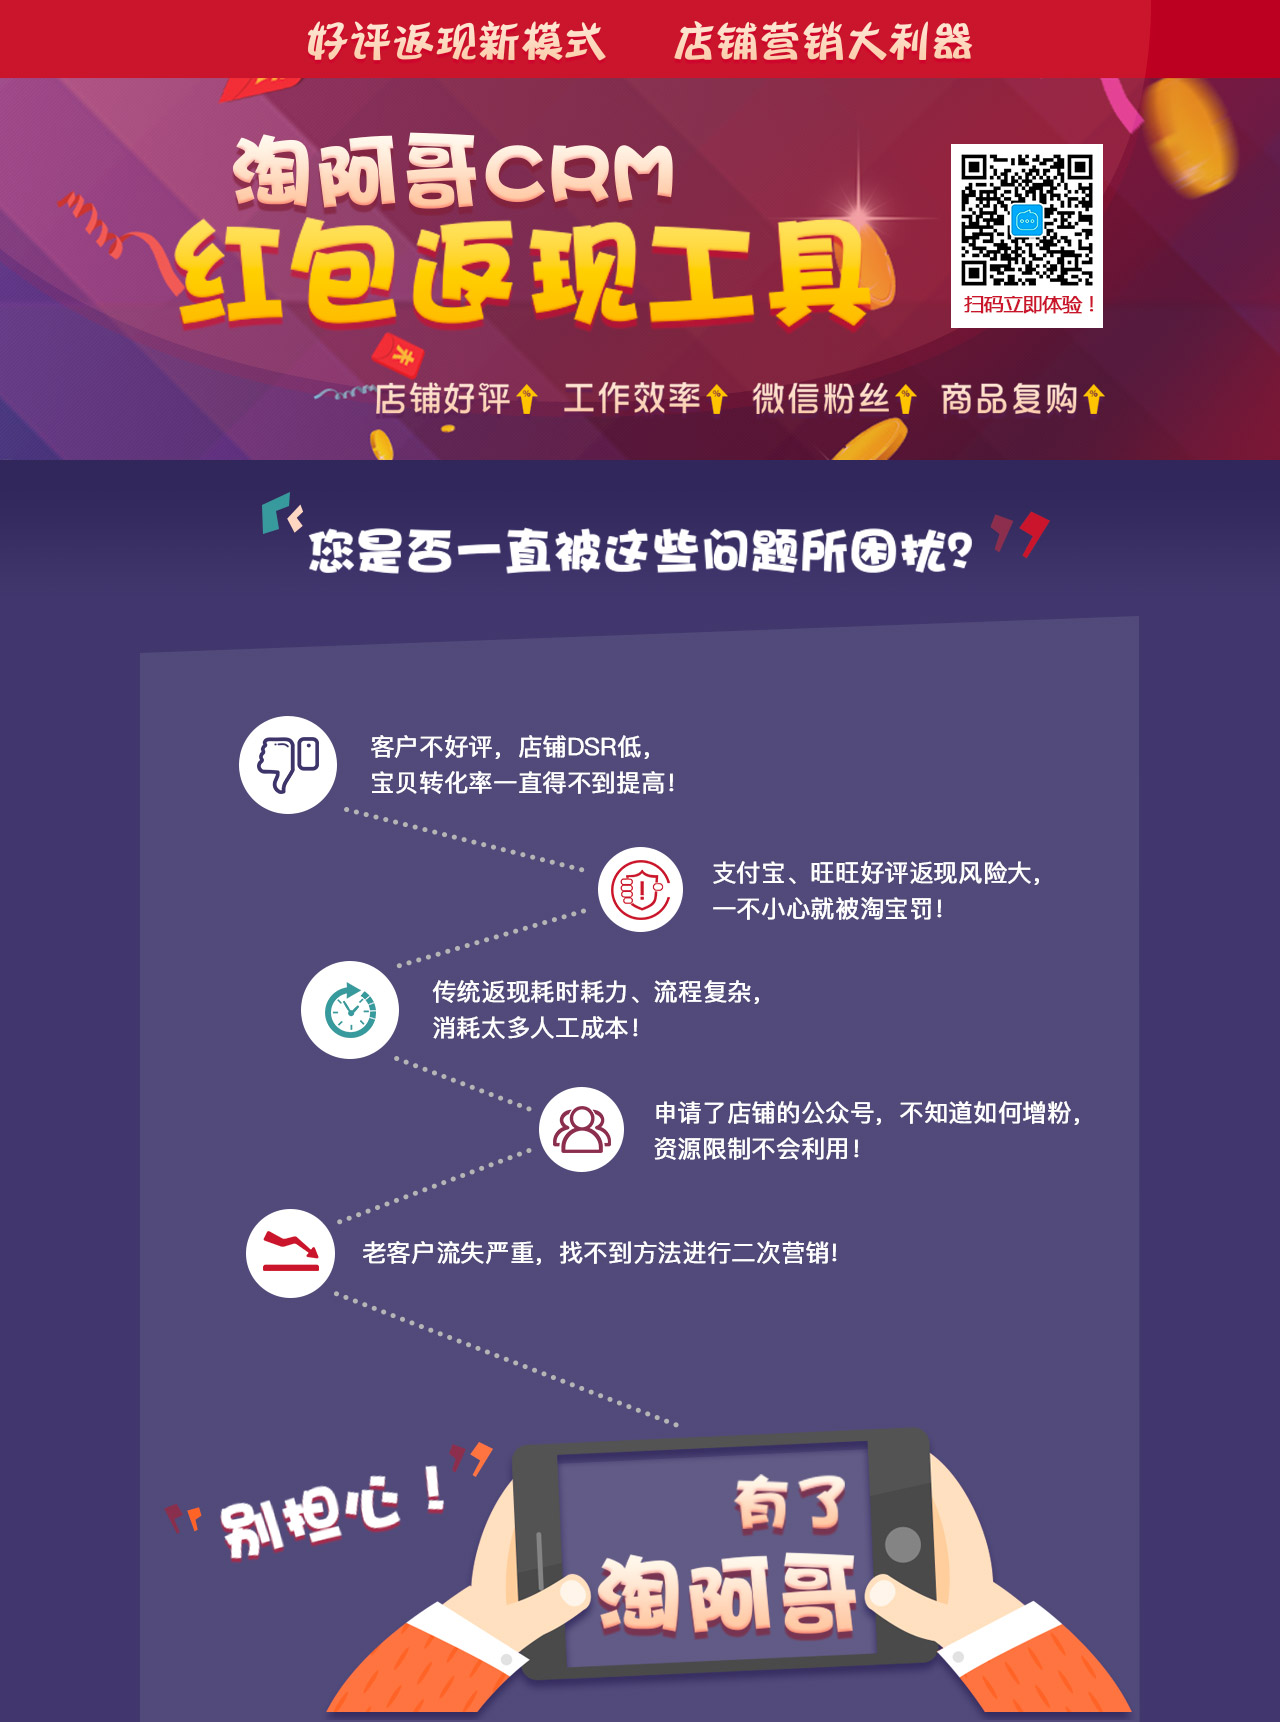 好评返现新模式 店铺营销大利器
淘阿哥CRM
红包返现工具
扫码立即体验！
店铺好评 工作效率 微信粉丝 商品复购
您是否一直被这些问题所困扰?
客户不好评，店铺DSR低，
宝贝转化率一直得不到提高！
支付宝、旺旺好评返现风险大，
一不小心就被淘宝罚！
传统返现耗时耗力、流程复杂，
消耗太多人工成本！
申请了店铺的公众号，不知道如何增粉，
资源限制不会利用！
老客户流失严重，找不到方法进行二次营销!
别担心！
有了
淘阿哥